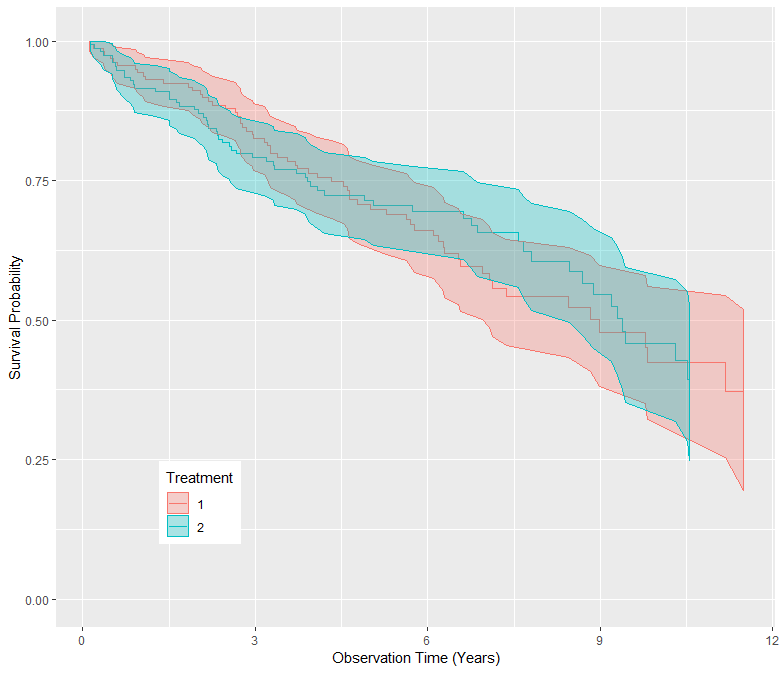 Survival Probability
1.00
0.75
0.50
0.25
0.00
Treatment
1
2
0 3 6 9 12
Observation Time (Years)